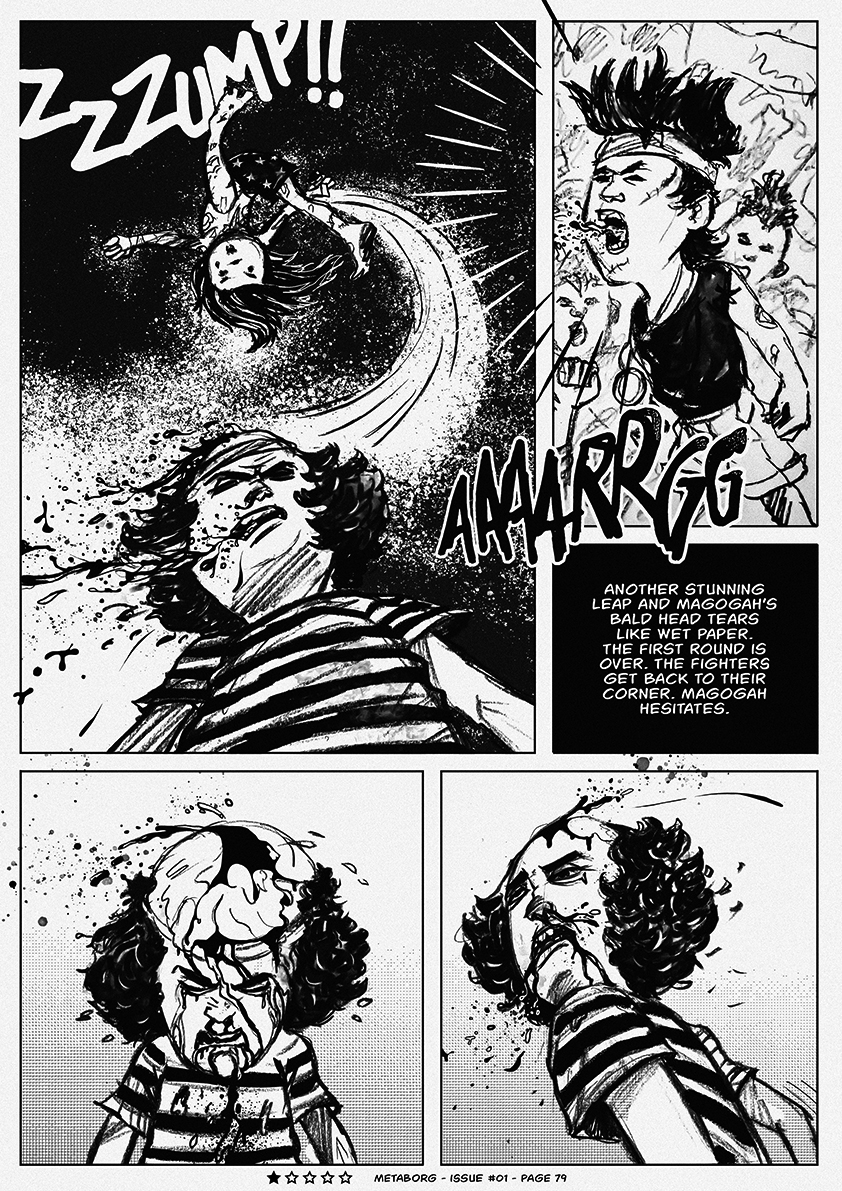 ZZZUMP!!
AAAARRGG
ANOTHER STUNNING
LEAP AND MAGOGAH'S
BALD HEAD TEARS
LIKE WET PAPER.
THE FIRST ROUND IS
OVER. THE FIGHTERS
GET BACK TO THEIR
CORNER. MAGOGAH
HESITATES.
METABORG - ISSUE #01 - PAGE 79